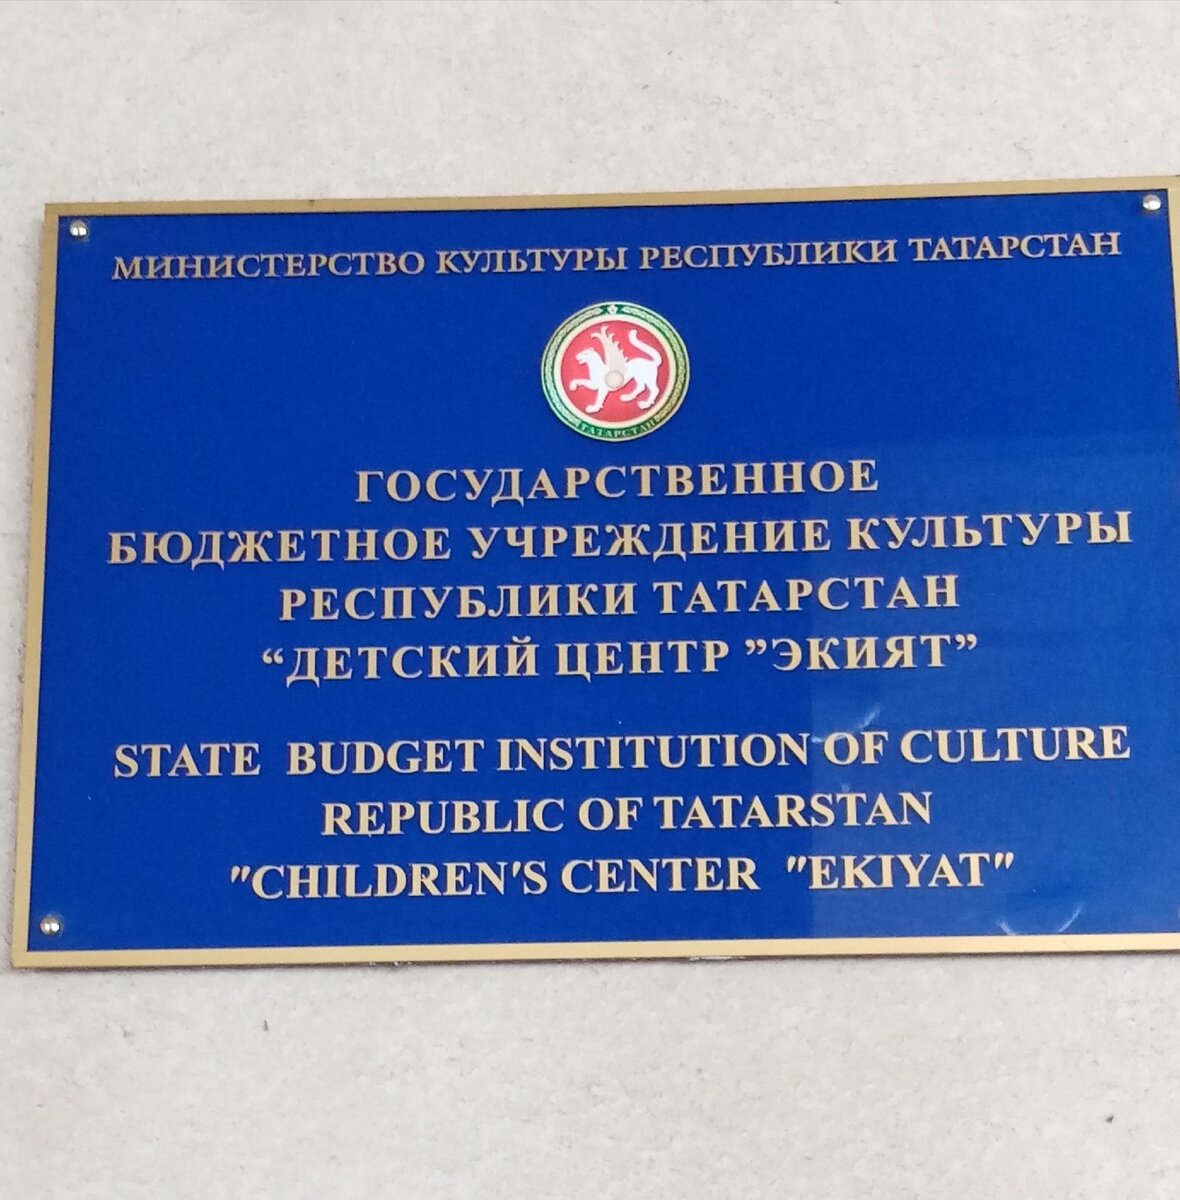 МИНИСТЕРСТВО КУЛЬТУРЫ РЕСПУБЛИКИ ТАТАРСТАН
ТАТАРСТАН
ГОСУДАРСТВЕННОЕ
БЮДЖЕТНОЕ УЧРЕЖДЕНИЕ КУЛЬТУРЫ
РЕСПУБЛИКИ ТАТАРСТАН
“ДЕТСКИЙ ЦЕНТР ”ЭКИЯТ”
STATE BUDGET INSTITUTION OF CULTURE
REPUBLIC OF TATARSTAN
"CHILDREN'S CENTER "EKIYAT"